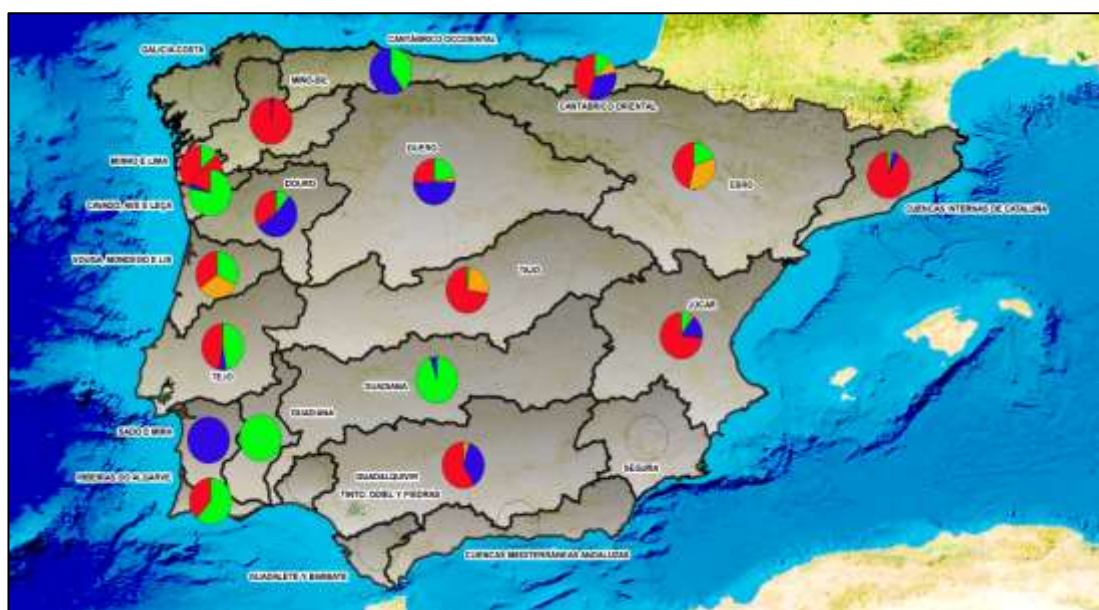 CANTÁBRICO OCCIDENTAL
GALICIA-COSTA
MIÑO-SIL
CANTÁBRICO ORIENTAL
MINHO E LIMA
DUERO
EBRO
DOURO
CAVADO, AVE E LEÇA
CUENCAS INTERNAS DE CATALUÑA
VOUGA, MONDEGO E LIS
TAJO
JÚCAR
TEJO
GUADIANA
GUADIANA
SADO E MIRA
SEGURA
RIBEIRAS DO ALGARVE
GUADALQUIVIR
TINTO, ODIEL Y PIEDRAS
CUENCAS MEDITERRÁNEAS ANDALUZAS
GUADALETE Y BARBATE